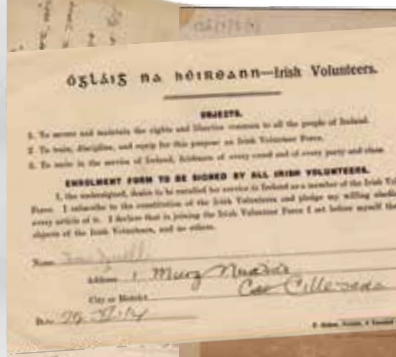 Ógláiġ na hÉireann—Irish Volunteers.
OBJECTS.
1. To secure and maintain the rights and liberties common to all the people of Ireland.
2. To train, discipline, and equip for this purpose an Irish Volunteer Force.
3. To unite in the service of Ireland, Irishmen of every creed and of every party and class.
ENROLMENT FORM TO BE SIGNED BY ALL IRISH VOLUNTEERS.
I, the undersigned, desire to be enrolled for service in Ireland as a member of the Irish Vol
Force. I subscribe to the constitution of the Irish Volunteers and pledge my willing obedi
every article of it. I declare that in joining the Irish Volunteer Force I set before myself the
objects of the Irish Volunteers, and no others.
Name
Address
City or District
Date